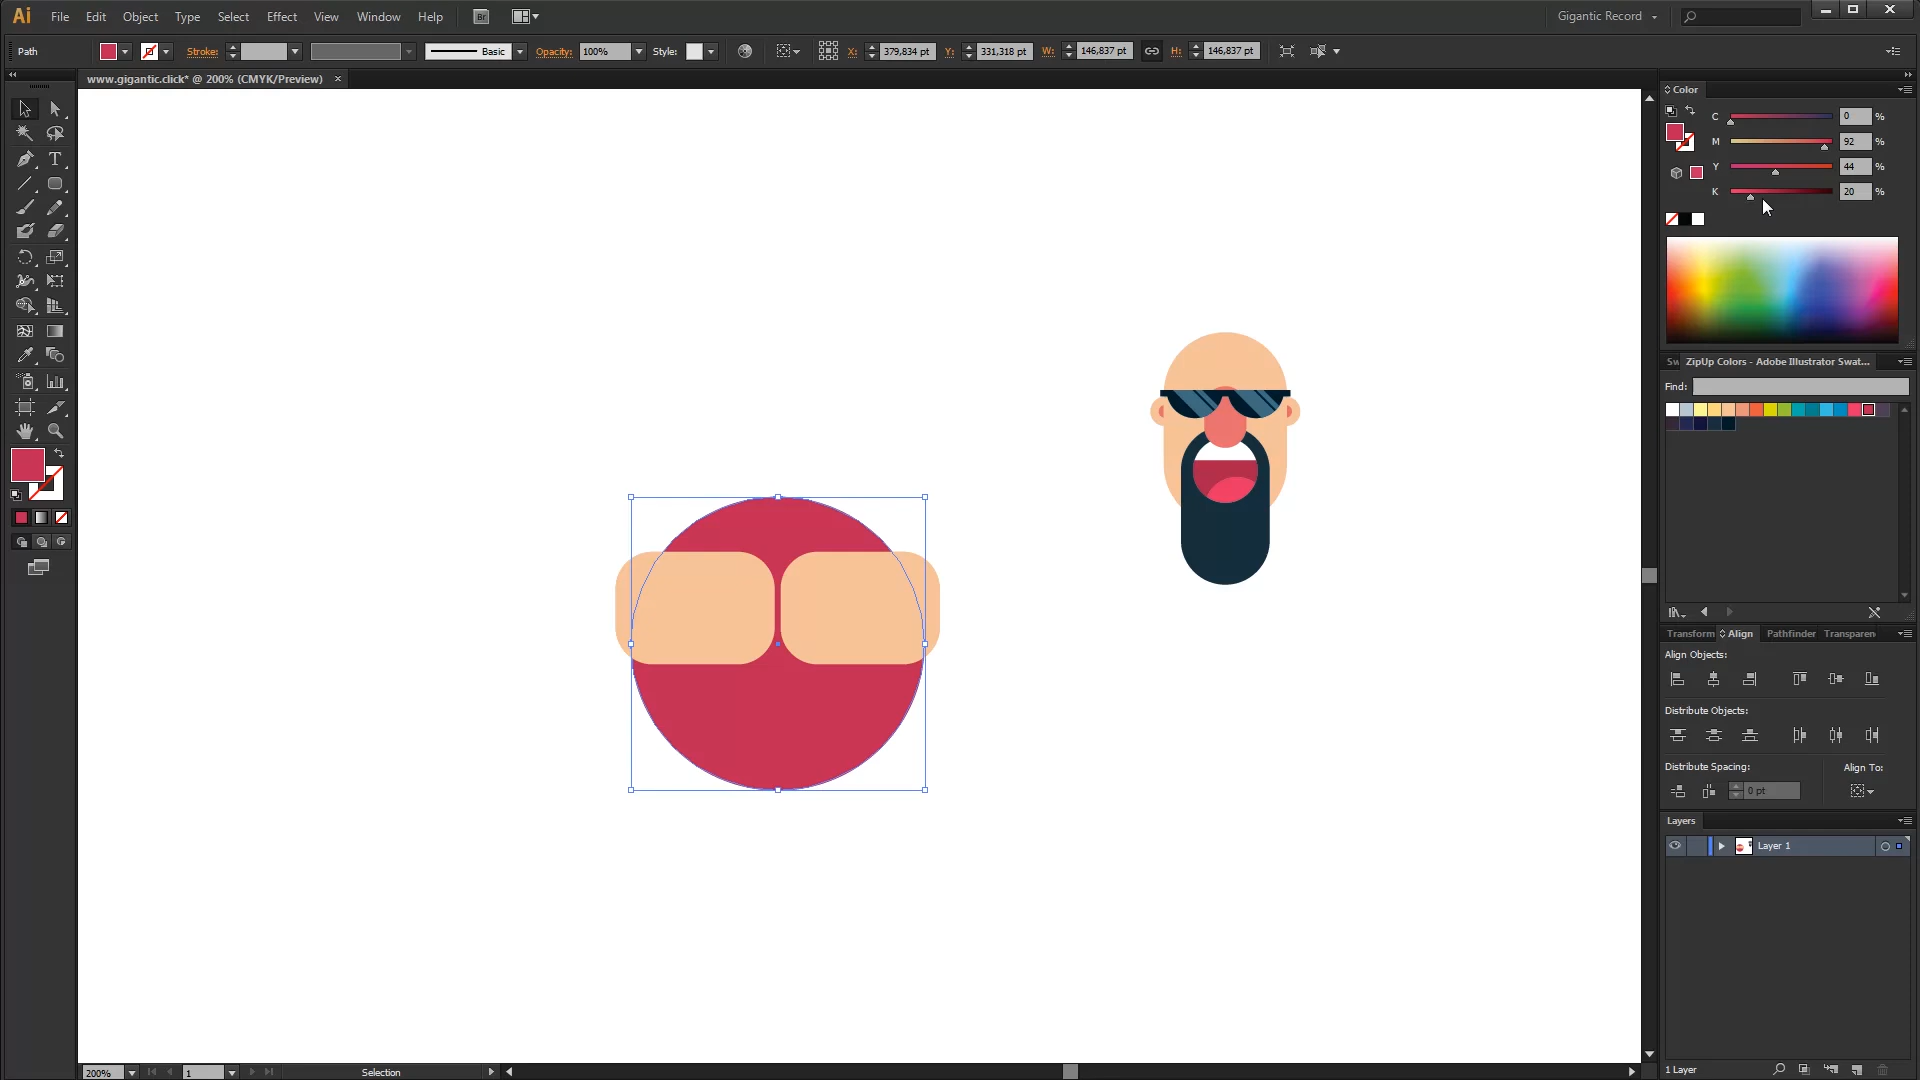 Ai File Edit Object Type Select Effect View Window Help Br Gigantic Record
Path Stroke: Basic Opacity: 100% Style: X: 379,834 pt Y: 331,318 pt W: 146,837 pt H: 146,837 pt
www.gigantic.click* @ 200% (CMYK/Preview) ×
Color
C 0 %
M 92 %
Y 44 %
K 20 %
Sw ZipUp Colors - Adobe Illustrator Swat...
Find:
Transform Align Pathfinder Transparen
Align Objects:
Distribute Objects:
Distribute Spacing: Align To:
0 pt
Layers
Layer 1
1 Layer
200% 1 Selection